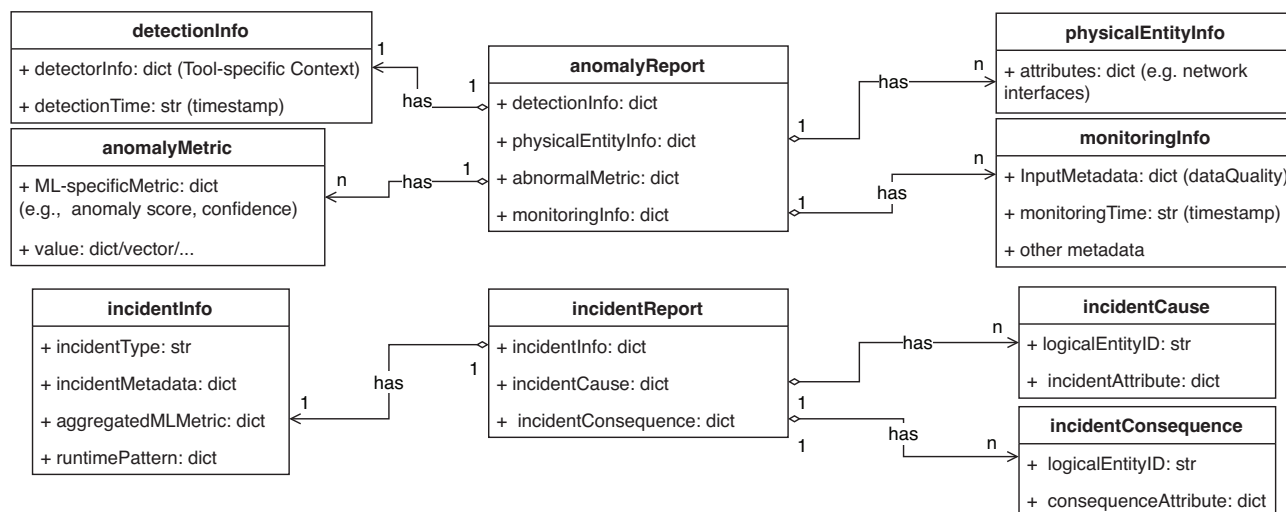 detectionInfo
+ detectorInfo: dict (Tool-specific Context)
+ detectionTime: str (timestamp)
anomalyMetric
+ ML-specificMetric: dict
(e.g., anomaly score, confidence)
+ value: dict/vector/...
1
has
1
n
has
1
anomalyReport
+ detectionInfo: dict
+ physicalEntityInfo: dict
+ abnormalMetric: dict
+ monitoringInfo: dict
1
has
n
1
has
n
physicalEntityInfo
+ attributes: dict (e.g. network
interfaces)
monitoringInfo
+ InputMetadata: dict (dataQuality)
+ monitoringTime: str (timestamp)
+ other metadata
incidentInfo
+ incidentType: str
+ incidentMetadata: dict
+ aggregatedMLMetric: dict
+ runtimePattern: dict
1
has
1
incidentReport
+ incidentInfo: dict
+ incidentCause: dict
+ incidentConsequence: dict
has
n
1
1
has
n
incidentCause
+ logicalEntityID: str
+ incidentAttribute: dict
incidentConsequence
+ logicalEntityID: str
+ consequenceAttribute: dict